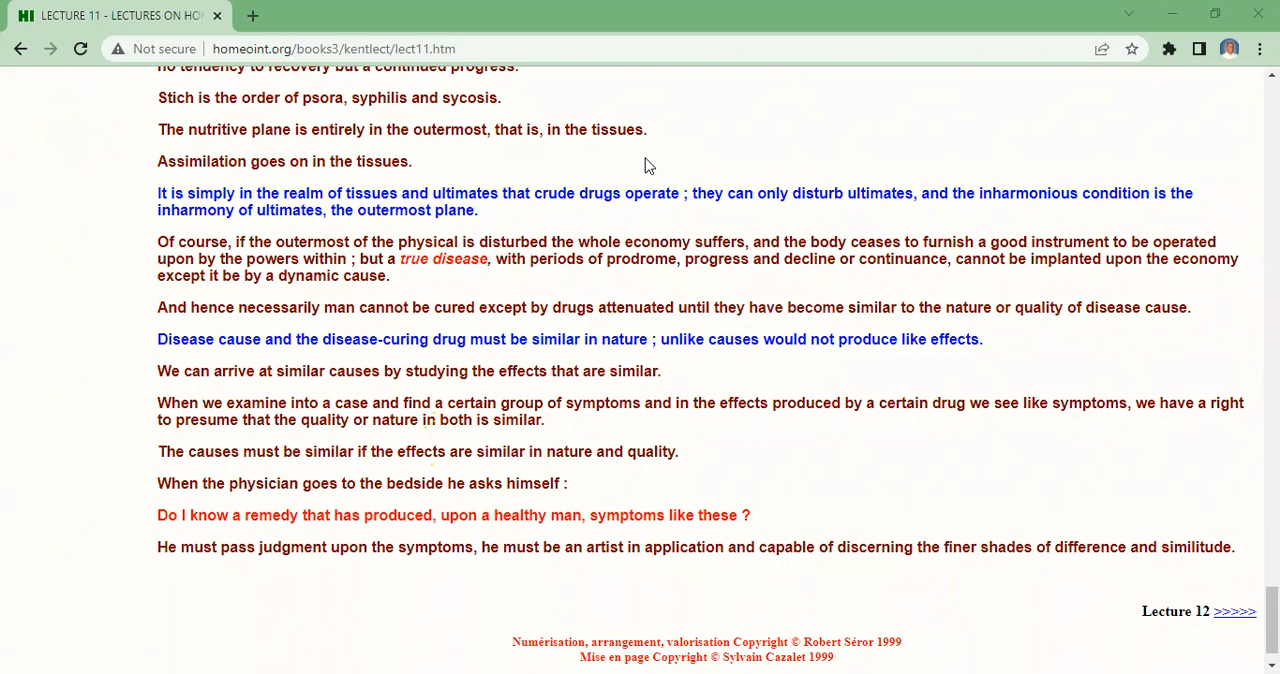 LECTURE 11 - LECTURES ON HO
Not secure
homeoint.org/books3/kentlect/lect11.htm
no tendency to recovery but a continued progress.
Stich is the order of psora, syphilis and sycosis.
The nutritive plane is entirely in the outermost, that is, in the tissues.
Assimilation goes on in the tissues.
It is simply in the realm of tissues and ultimates that crude drugs operate ; they can only disturb ultimates, and the inharmonious condition is the
inharmony of ultimates, the outermost plane.
Of course, if the outermost of the physical is disturbed the whole economy suffers, and the body ceases to furnish a good instrument to be operated
upon by the powers within ; but a true disease, with periods of prodrome, progress and decline or continuance, cannot be implanted upon the economy
except it be by a dynamic cause.
And hence necessarily man cannot be cured except by drugs attenuated until they have become similar to the nature or quality of disease cause.
Disease cause and the disease-curing drug must be similar in nature ; unlike causes would not produce like effects.
We can arrive at similar causes by studying the effects that are similar.
When we examine into a case and find a certain group of symptoms and in the effects produced by a certain drug we see like symptoms, we have a right
to presume that the quality or nature in both is similar.
The causes must be similar if the effects are similar in nature and quality.
When the physician goes to the bedside he asks himself :
Do I know a remedy that has produced, upon a healthy man, symptoms like these ?
He must pass judgment upon the symptoms, he must be an artist in application and capable of discerning the finer shades of difference and similitude.
Lecture 12 >>>>>
Numérisation, arrangement, valorisation Copyright © Robert Séror 1999
Mise en page Copyright © Sylvain Cazalet 1999